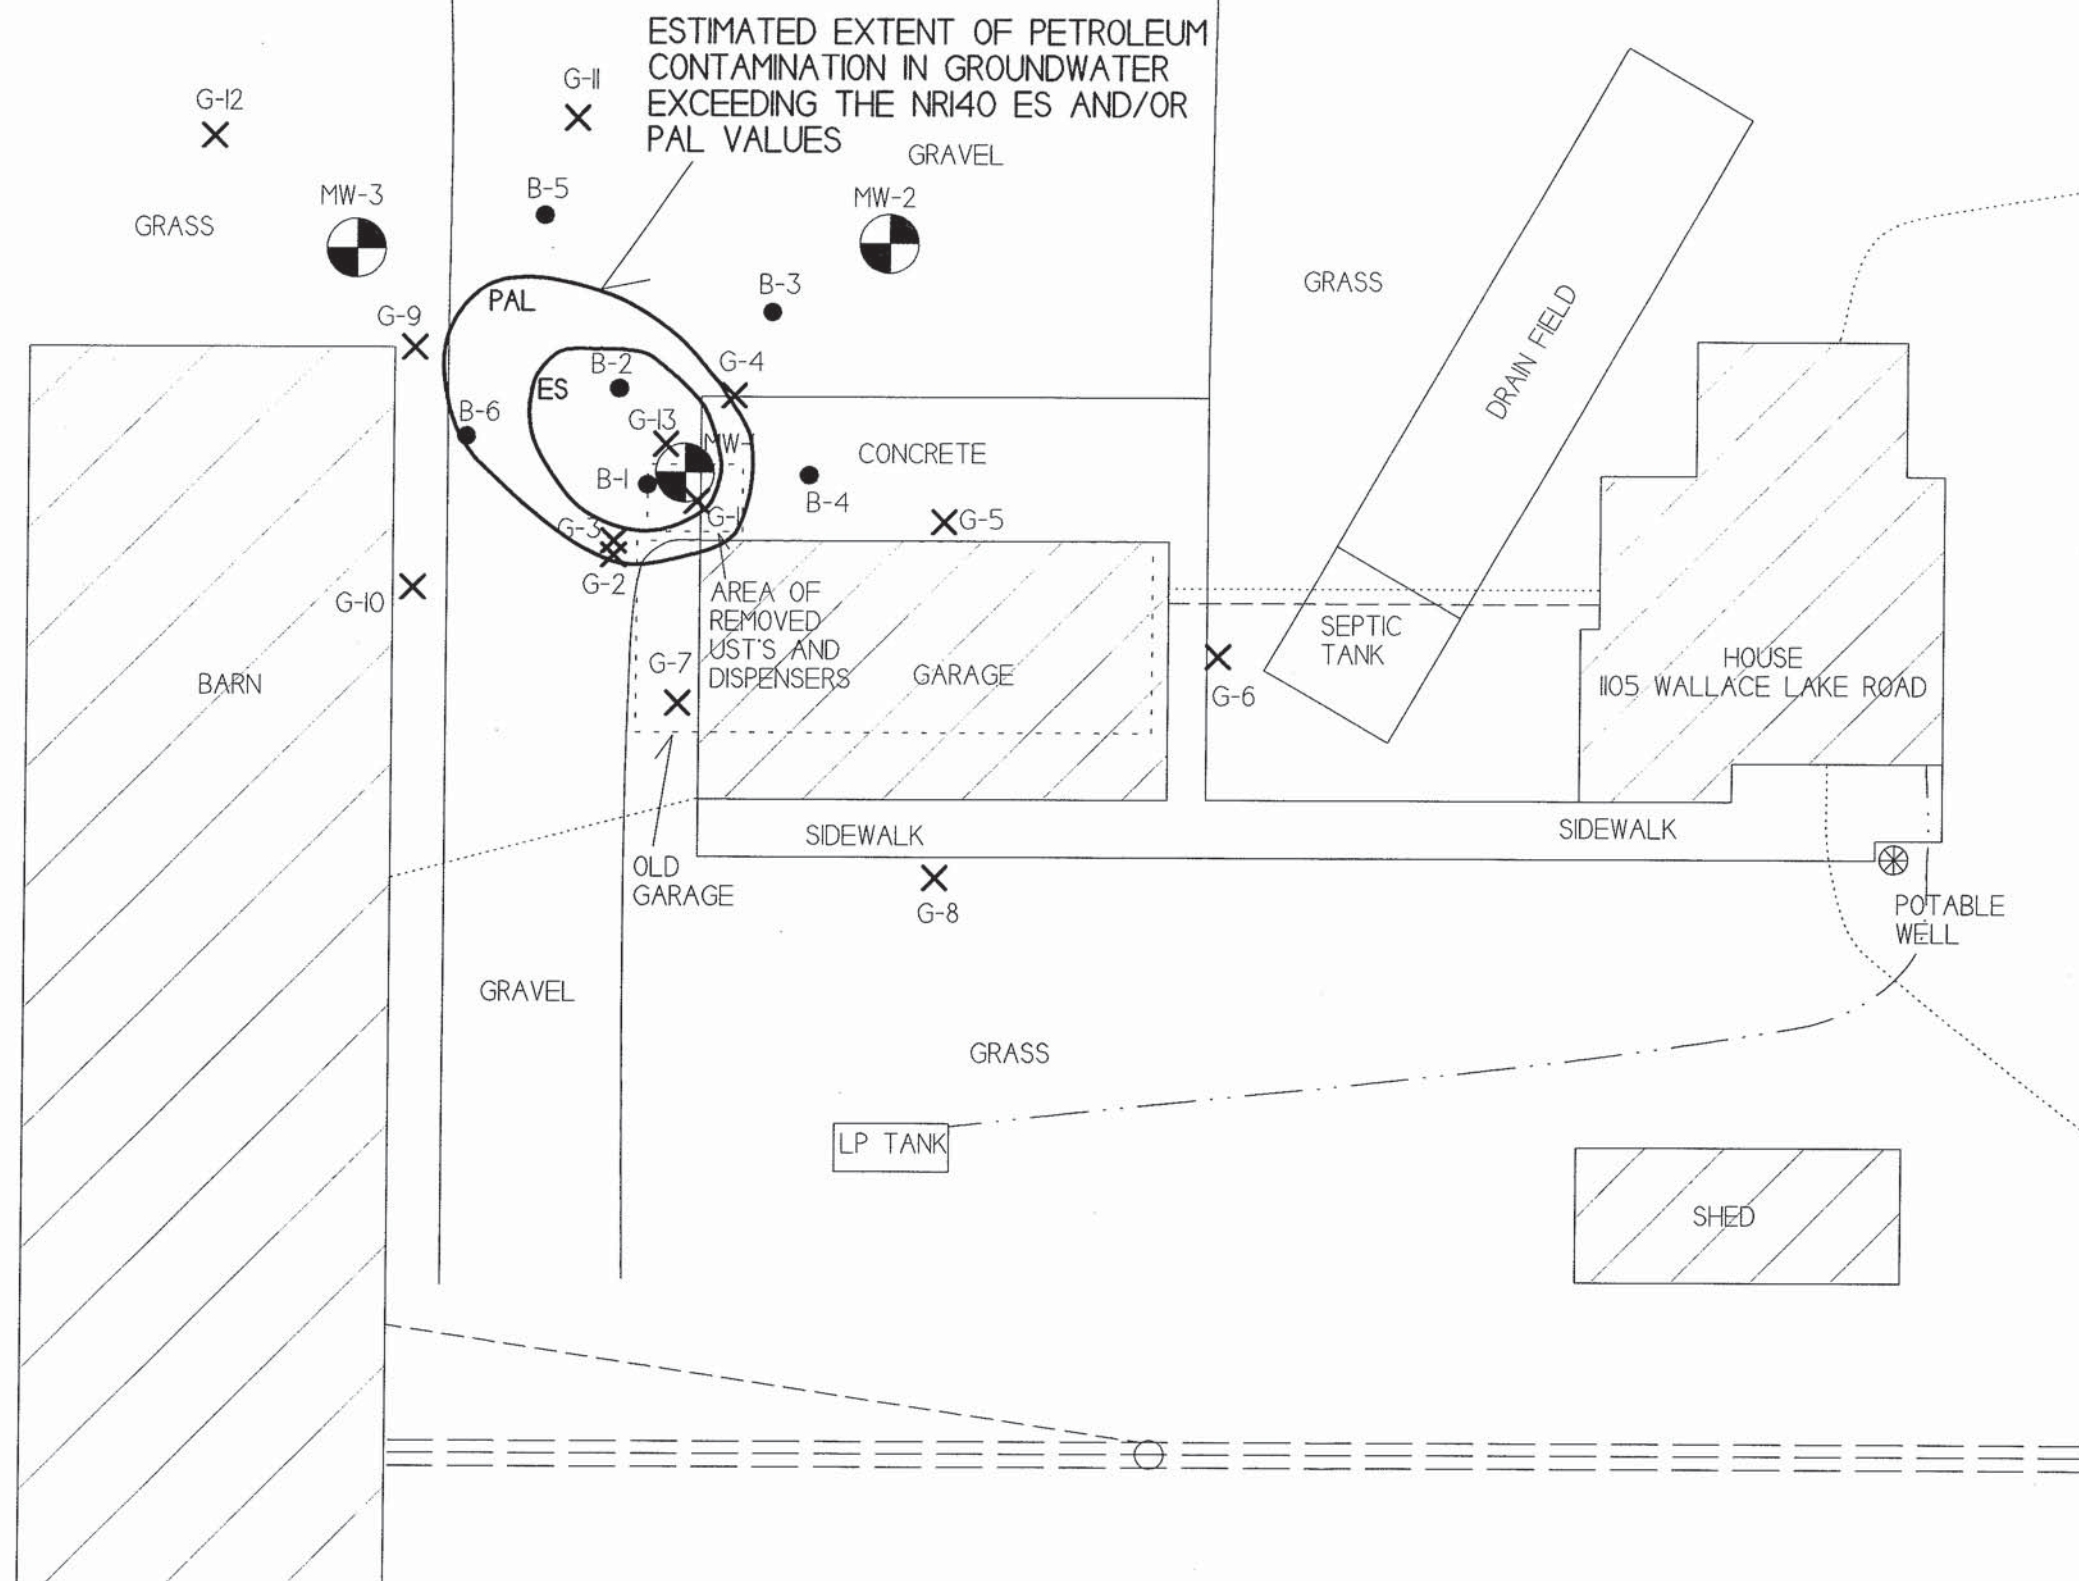 ESTIMATED EXTENT OF PETROLEUM
CONTAMINATION IN GROUNDWATER
EXCEEDING THE NR140 ES AND/OR
PAL VALUES
G-11
G-12
GRAVEL
B-5
MW-3
MW-2
GRASS
GRASS
B-3
PAL
G-9
DRAIN FIELD
B-2
G-4
ES
B-6
G-13
MW-1
CONCRETE
B-1
B-4
G-1
G-5
G-3
G-2
G-10
AREA OF
REMOVED
UST'S AND
DISPENSERS
SEPTIC
TANK
G-7
GARAGE
BARN
G-6
HOUSE
1105 WALLACE LAKE ROAD
SIDEWALK
SIDEWALK
OLD
GARAGE
G-8
POTABLE
WELL
GRAVEL
GRASS
LP TANK
SHED